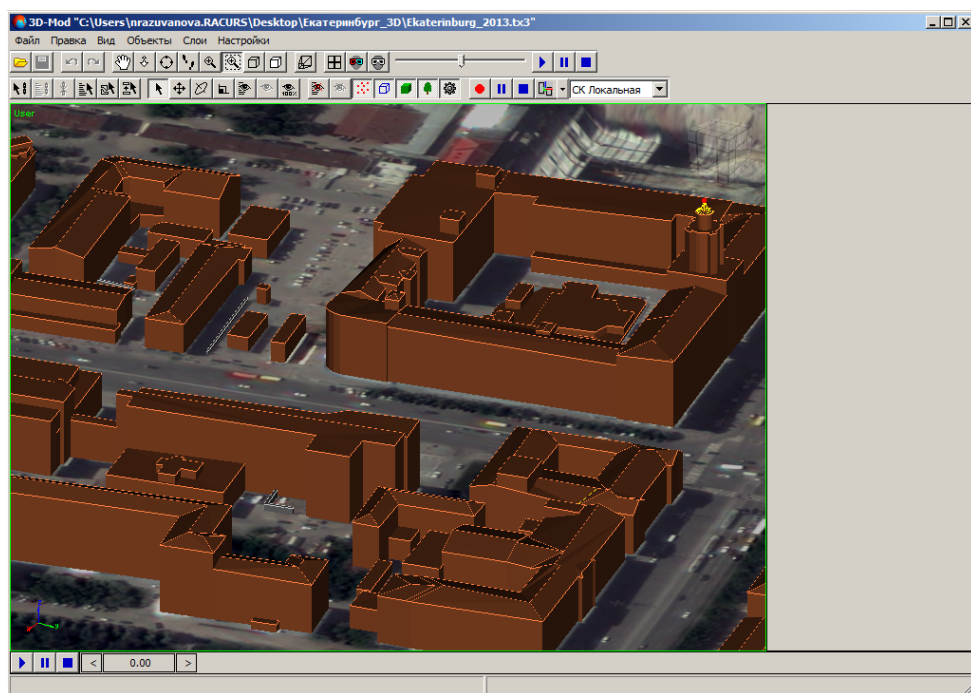 3D-Mod "C:\Users\nrazuvanova.RACURS\Desktop\Екатеринбург_3D\Ekaterinburg_2013.tx3"
Файл Правка Вид Объекты Слои Настройки
100%
СК Локальная
User
< 0.00 >